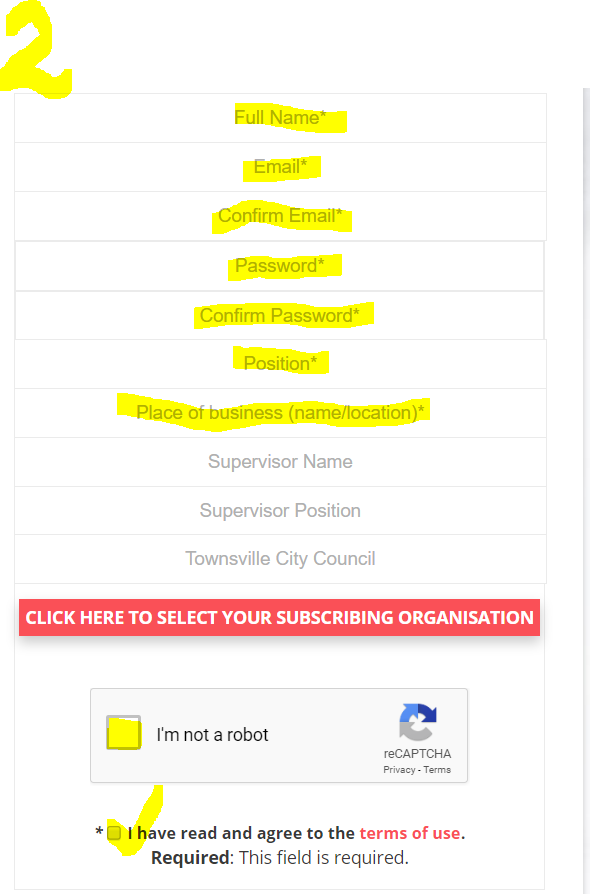 2
Full Name*
Email*
Confirm Email*
Password*
Confirm Password*
Position*
Place of business (name/location)*
Supervisor Name
Supervisor Position
Townsville City Council
CLICK HERE TO SELECT YOUR SUBSCRIBING ORGANISATION
I'm not a robot
reCAPTCHA
Privacy - Terms
* I have read and agree to the terms of use.
Required: This field is required.